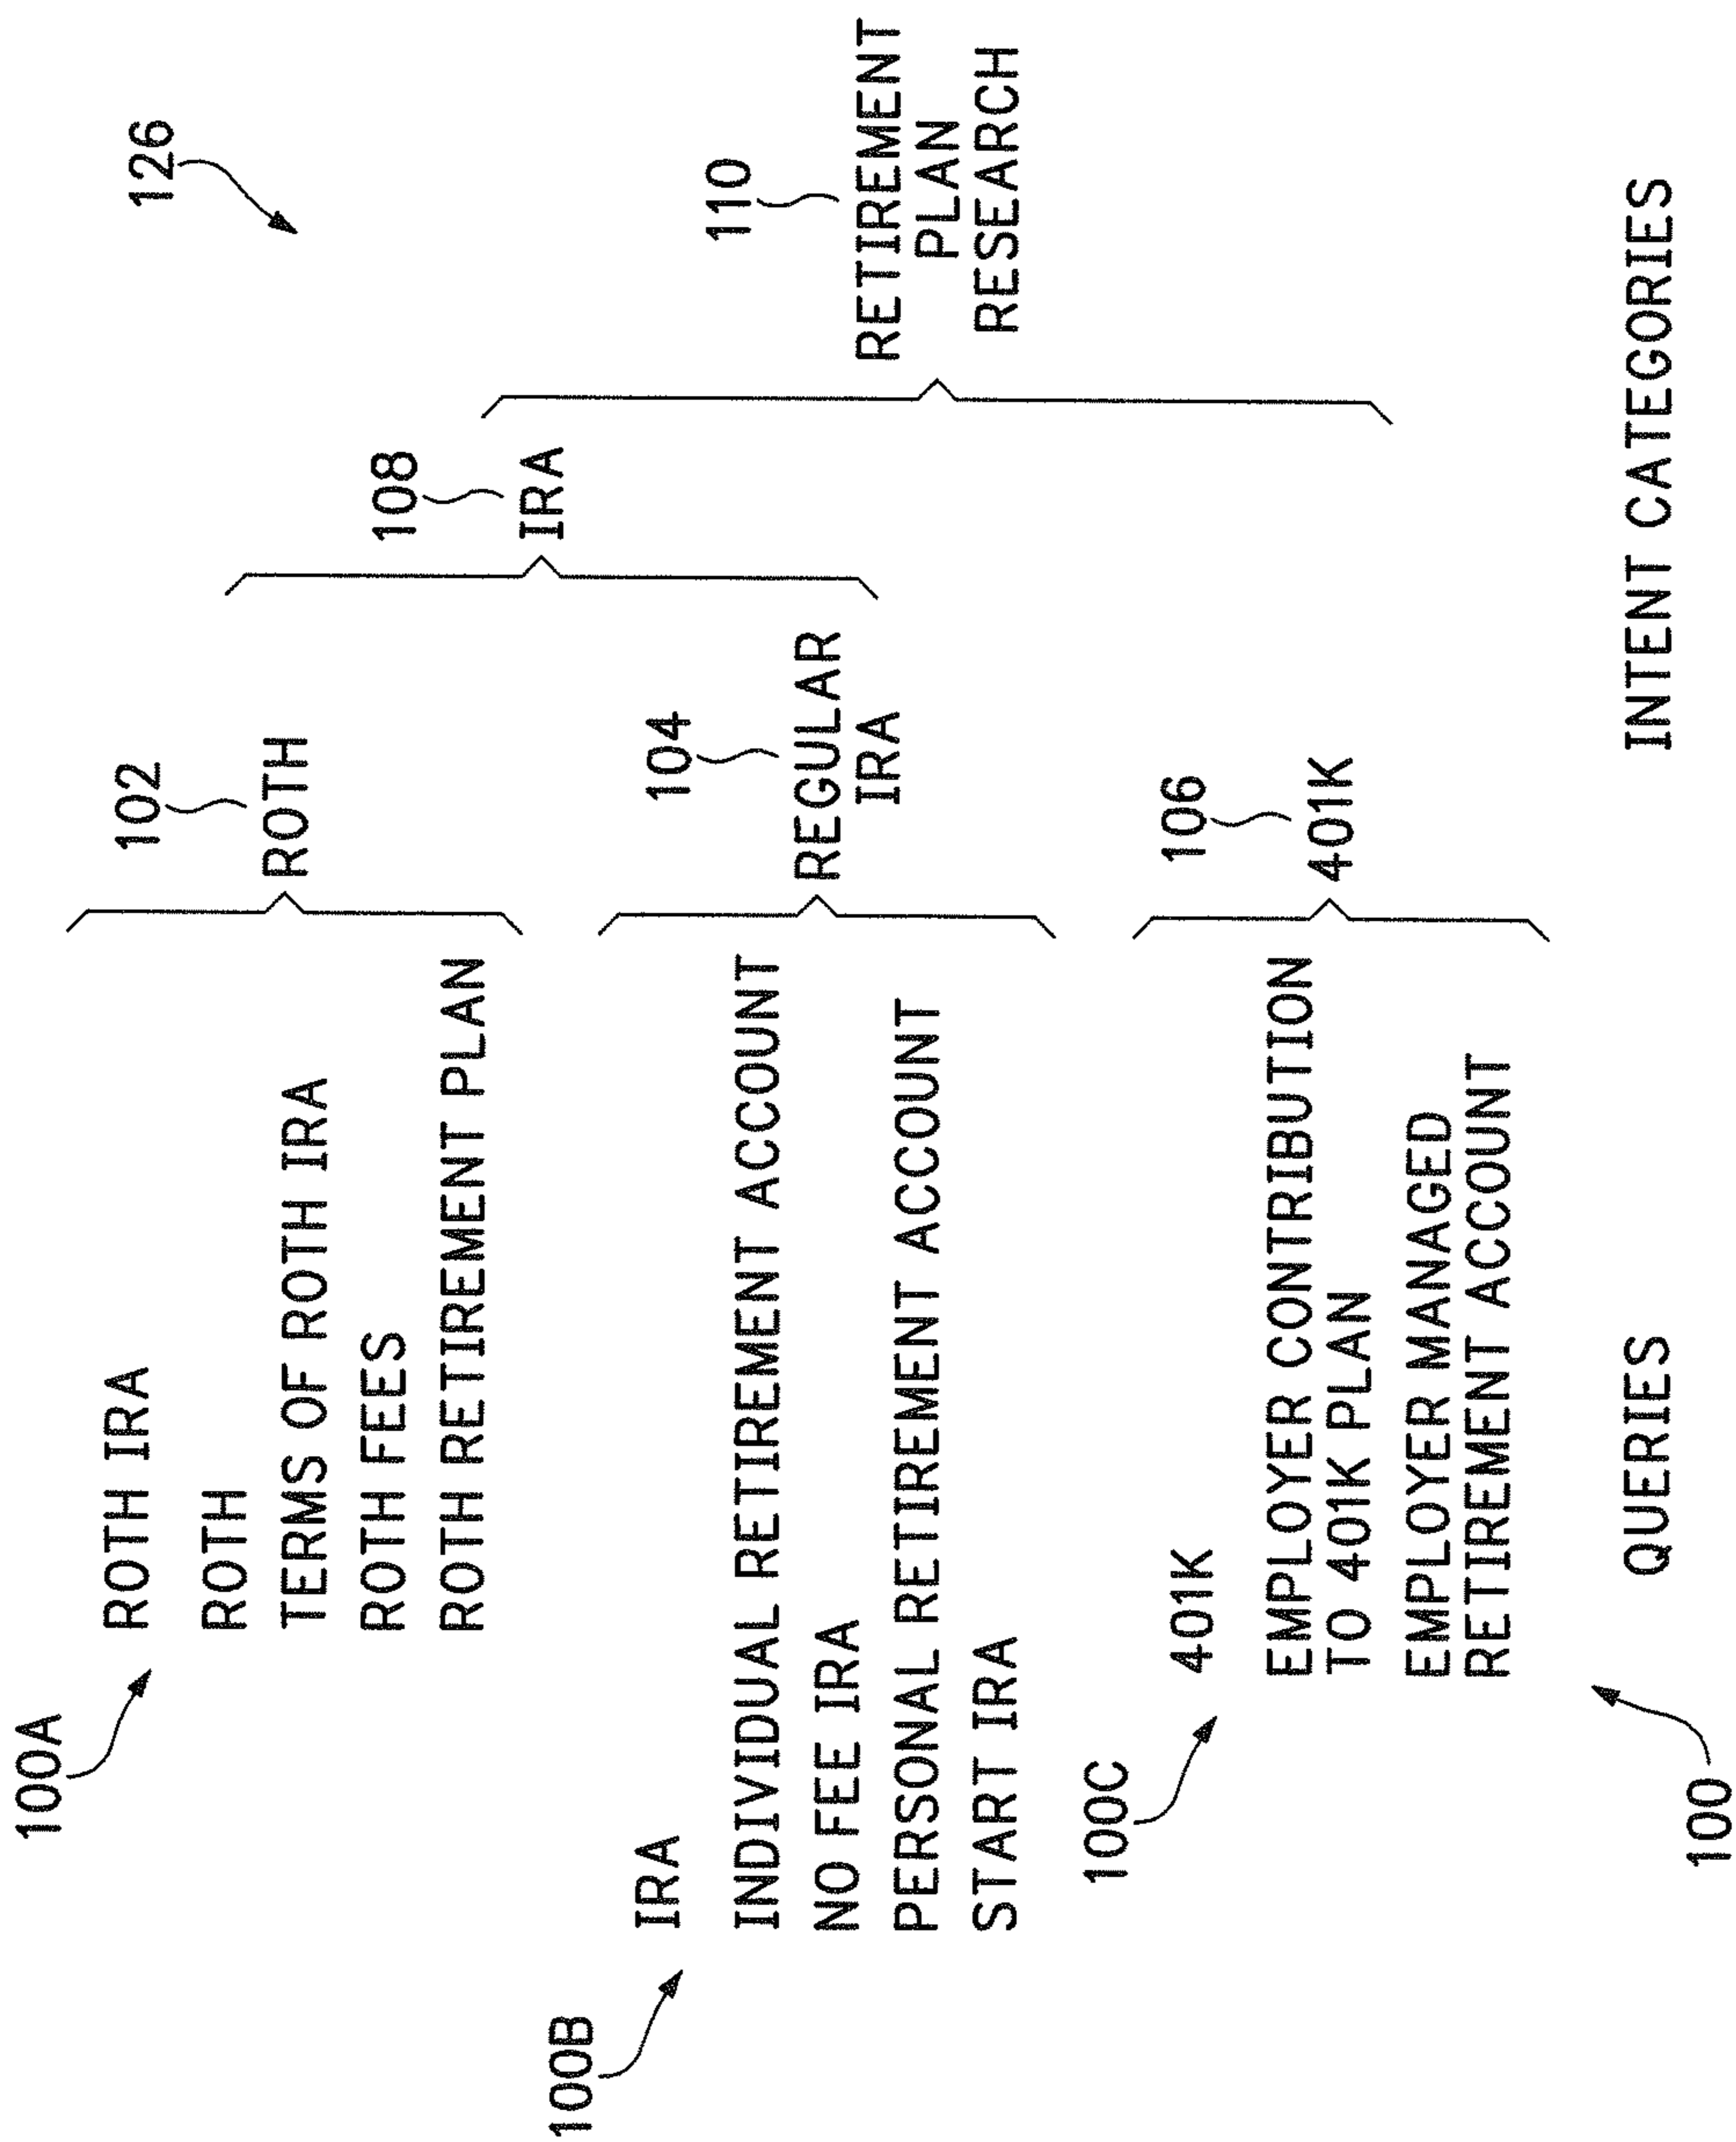 126
100A
ROTH IRA
ROTH
TERMS OF ROTH IRA
ROTH FEES
ROTH RETIREMENT PLAN
102
ROTH
108
IRA
100B
IRA
INDIVIDUAL RETIREMENT ACCOUNT
NO FEE IRA
PERSONAL RETIREMENT ACCOUNT
START IRA
104
REGULAR
IRA
110
RETIREMENT
PLAN
RESEARCH
100C
401K
EMPLOYER CONTRIBUTION
TO 401K PLAN
EMPLOYER MANAGED
RETIREMENT ACCOUNT
106
401K
100
QUERIES
INTENT CATEGORIES